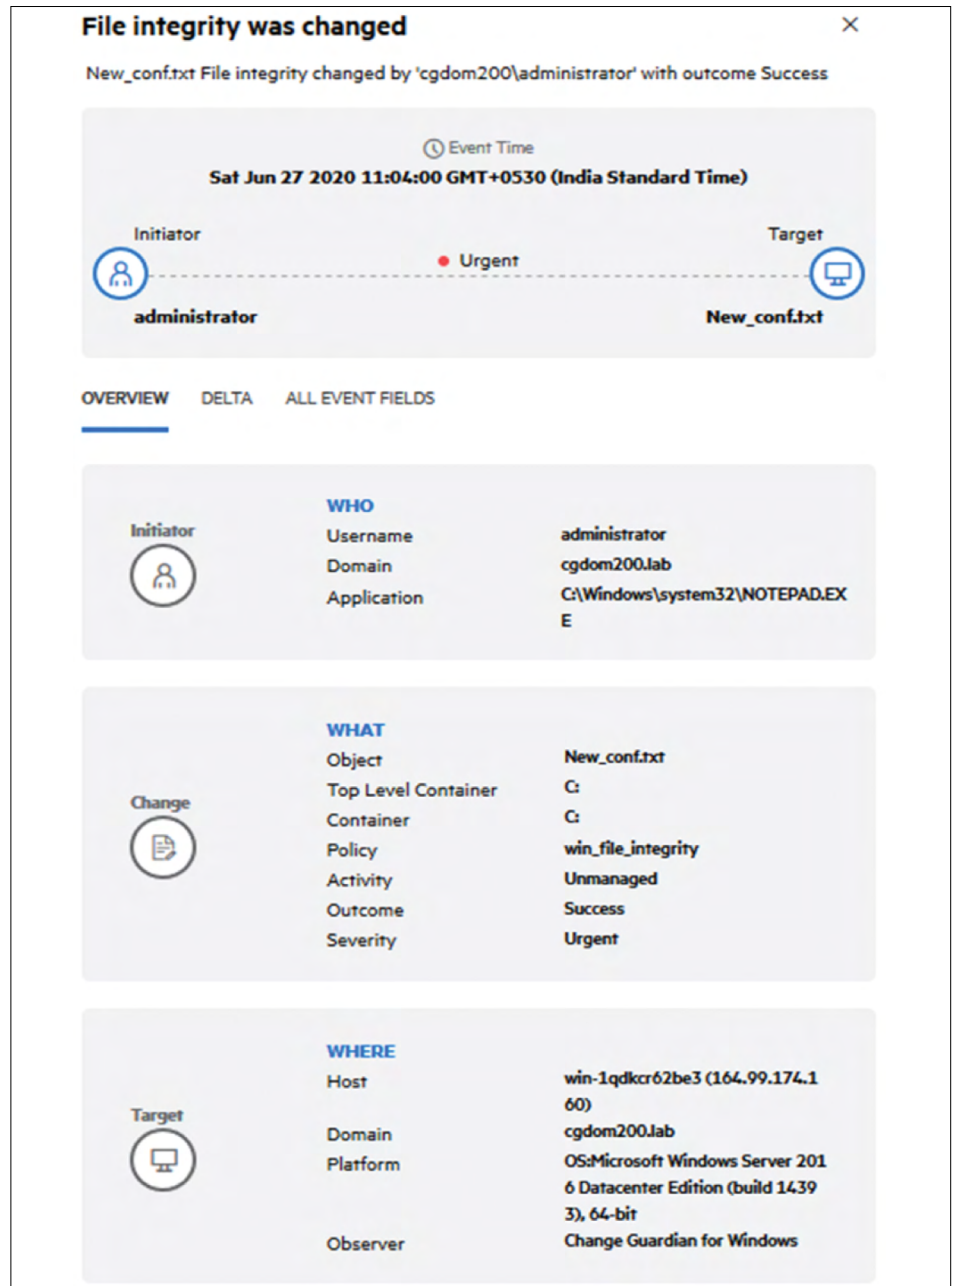 File integrity was changed
New_conf.txt File integrity changed by 'cgdom200\administrator' with outcome Success
Event Time
Sat Jun 27 2020 11:04:00 GMT+0530 (India Standard Time)
Initiator
Target
Urgent
administrator
New_conf.txt
OVERVIEW DELTA ALL EVENT FIELDS
Initiator
WHO
Username administrator
Domain cgdom200.lab
Application C:\Windows\system32\NOTEPAD.EX
E
Change
WHAT
Object New_conf.txt
Top Level Container C:
Container C:
Policy win_file_integrity
Activity Unmanaged
Outcome Success
Severity Urgent
Target
WHERE
Host win-1qdkcr62be3 (164.99.174.1
60)
Domain cgdom200.lab
Platform OS:Microsoft Windows Server 201
6 Datacenter Edition (build 1439
3), 64-bit
Observer Change Guardian for Windows